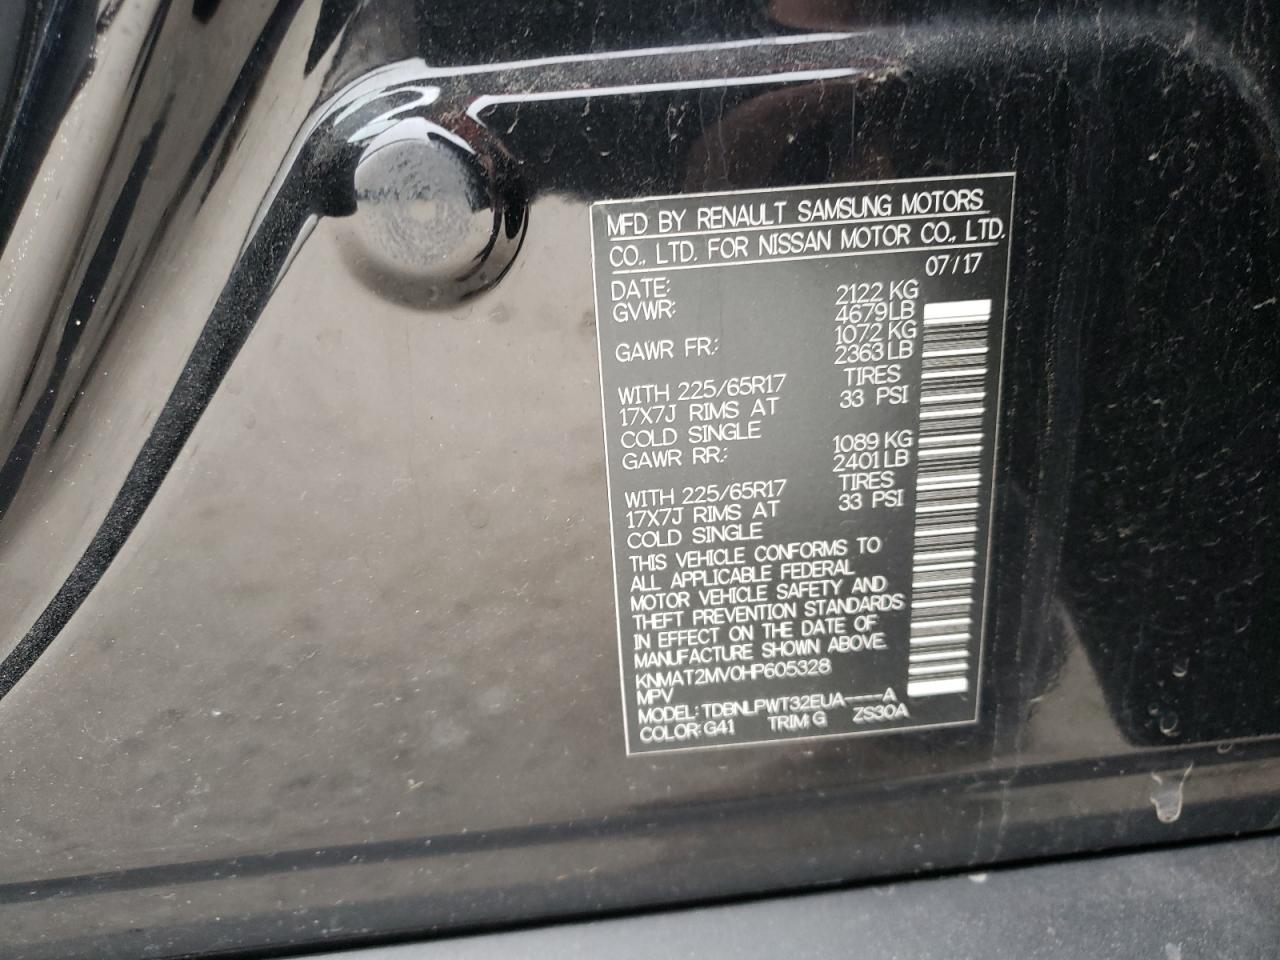 MFD BY RENAULT SAMSUNG MOTORS
CO., LTD. FOR NISSAN MOTOR CO., LTD.
DATE: 07/17
GVWR: 2122 KG
4679LB
GAWR FR.: 1072 KG
2363LB
WITH 225/65R17 TIRES
17X7J RIMS AT 33 PSI
COLD SINGLE
GAWR RR.: 1089 KG
2401LB
WITH 225/65R17 TIRES
17X7J RIMS AT 33 PSI
COLD SINGLE
THIS VEHICLE CONFORMS TO
ALL APPLICABLE FEDERAL
MOTOR VEHICLE SAFETY AND
THEFT PREVENTION STANDARDS
IN EFFECT ON THE DATE OF
MANUFACTURE SHOWN ABOVE.
KNMAT2MV0HP605328
MPV
MODEL: TDBNLPWT32EUA----A
COLOR: G41 TRIM: G ZS30A